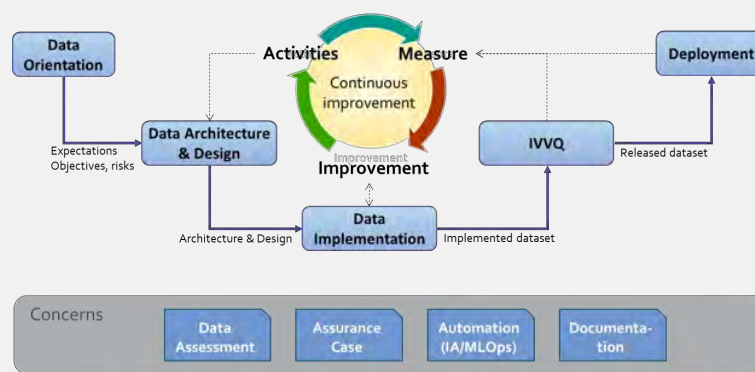 Data
Orientation
Activities
Measure
Deployment
Continuous
improvement
Expectations
Objectives, risks
Data Architecture
& Design
IVVQ
Released dataset
Improvement
Improvement
Architecture & Design
Data
Implementation
Implemented dataset
Concerns
Data
Assessment
Assurance
Case
Automation
(IA/MLOps)
Documenta-
tion